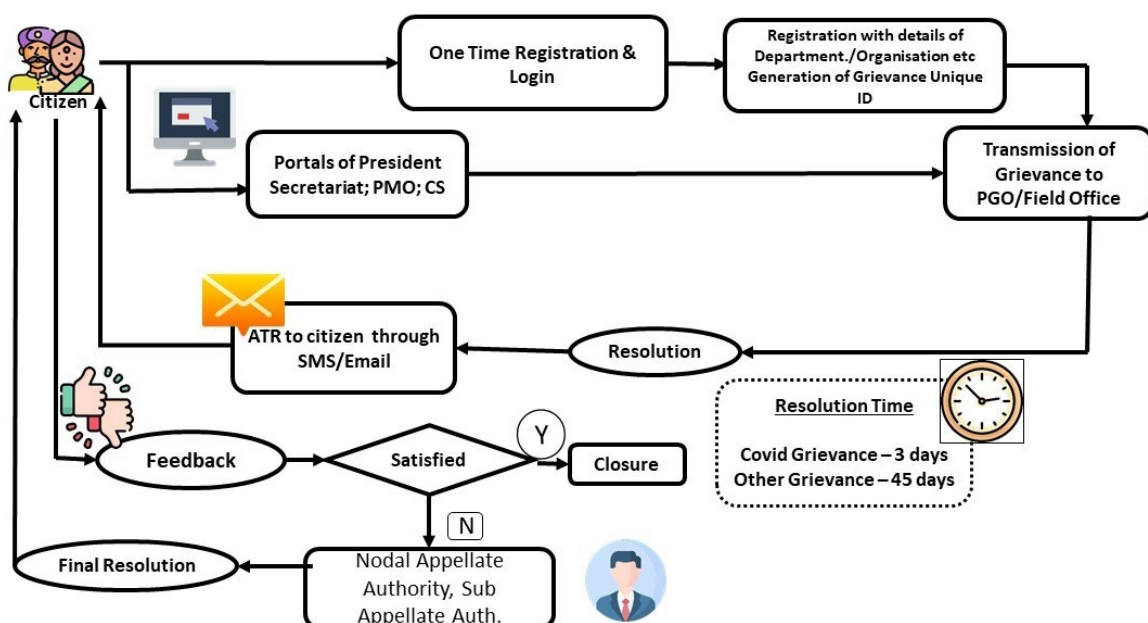 Citizen
One Time Registration &
Login
Registration with details of
Department./Organisation etc
Generation of Grievance Unique
ID
Portals of President
Secretariat; PMO; CS
Transmission of
Grievance to
PGO/Field Office
ATR to citizen through
SMS/Email
Resolution
Resolution Time
Covid Grievance – 3 days
Other Grievance – 45 days
Feedback
Satisfied
Y
Closure
N
Final Resolution
Nodal Appellate
Authority, Sub
Appellate Auth.